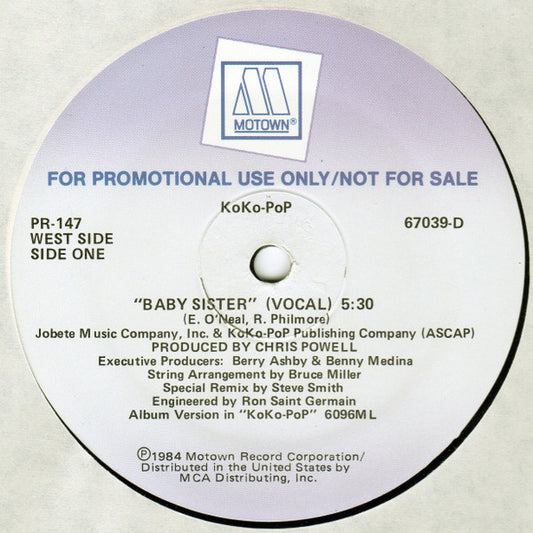 MOTOWN®
FOR PROMOTIONAL USE ONLY/NOT FOR SALE
KoKo-PoP
PR-147
WEST SIDE
SIDE ONE
67039-D
"BABY SISTER" (VOCAL) 5:30
(E. O'Neal, R. Philmore)
Jobete Music Company, Inc. & KoKo-PoP Publishing Company (ASCAP)
PRODUCED BY CHRIS POWELL
Executive Producers: Berry Ashby & Benny Medina
String Arrangement by Bruce Miller
Special Remix by Steve Smith
Engineered by Ron Saint Germain
Album Version in "KoKo-PoP" 6096ML
℗1984 Motown Record Corporation/
Distributed in the United States by
MCA Distributing, Inc.